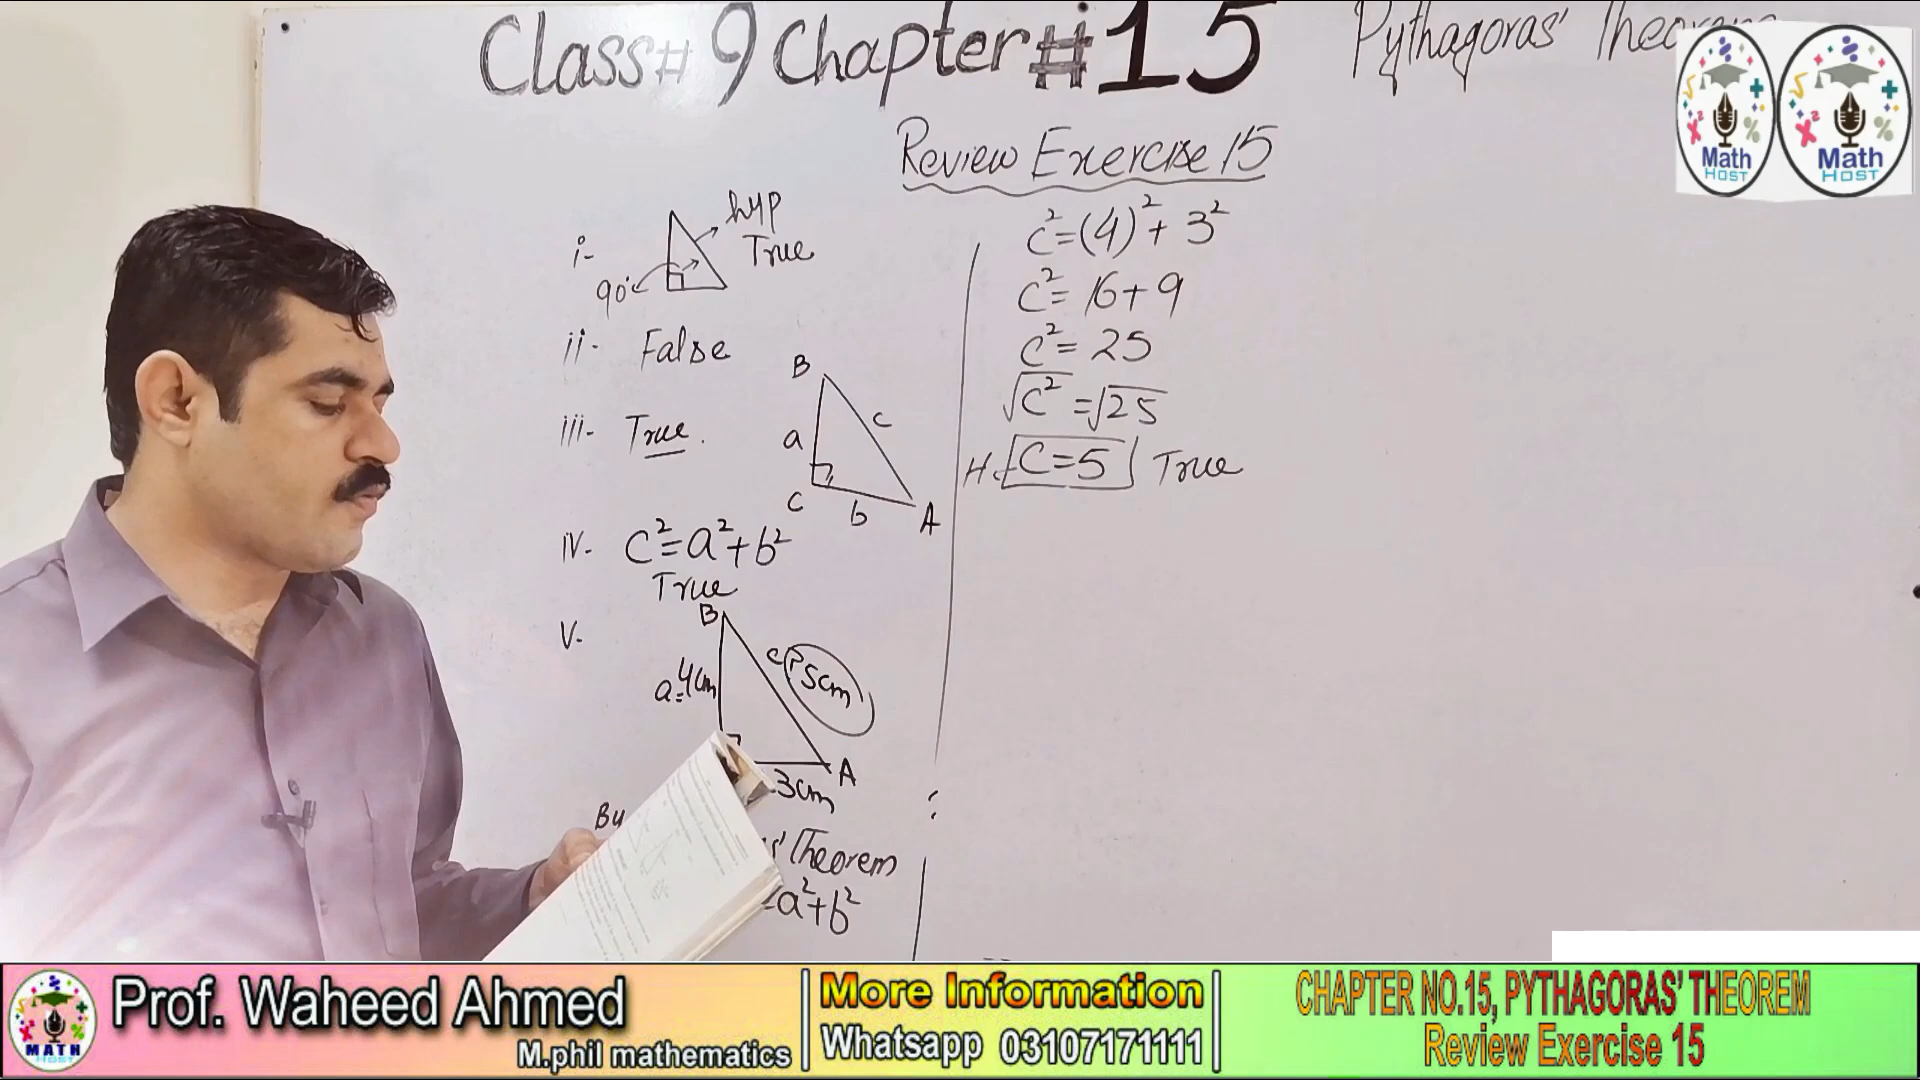 Class# 9 Chapter #15
Pythagoras' Theorem
Math
HOST
Math
HOST
Review Exercise 15
i-
hyp
True
90°
ii- False
iii- True.
B
a
c
C
b
A
iv- c²=a²+b²
True
v-
B
a=4cm
c
5cm
A
3cm
By
Theorem
=a²+b²
c²=(4)²+3²
c²=16+9
c²=25
√c²=√25
C=5 True
MATH
HOST
Prof. Waheed Ahmed
M.phil mathematics
More Information
Whatsapp 03107171111
CHAPTER NO.15, PYTHAGORAS' THEOREM
Review Exercise 15